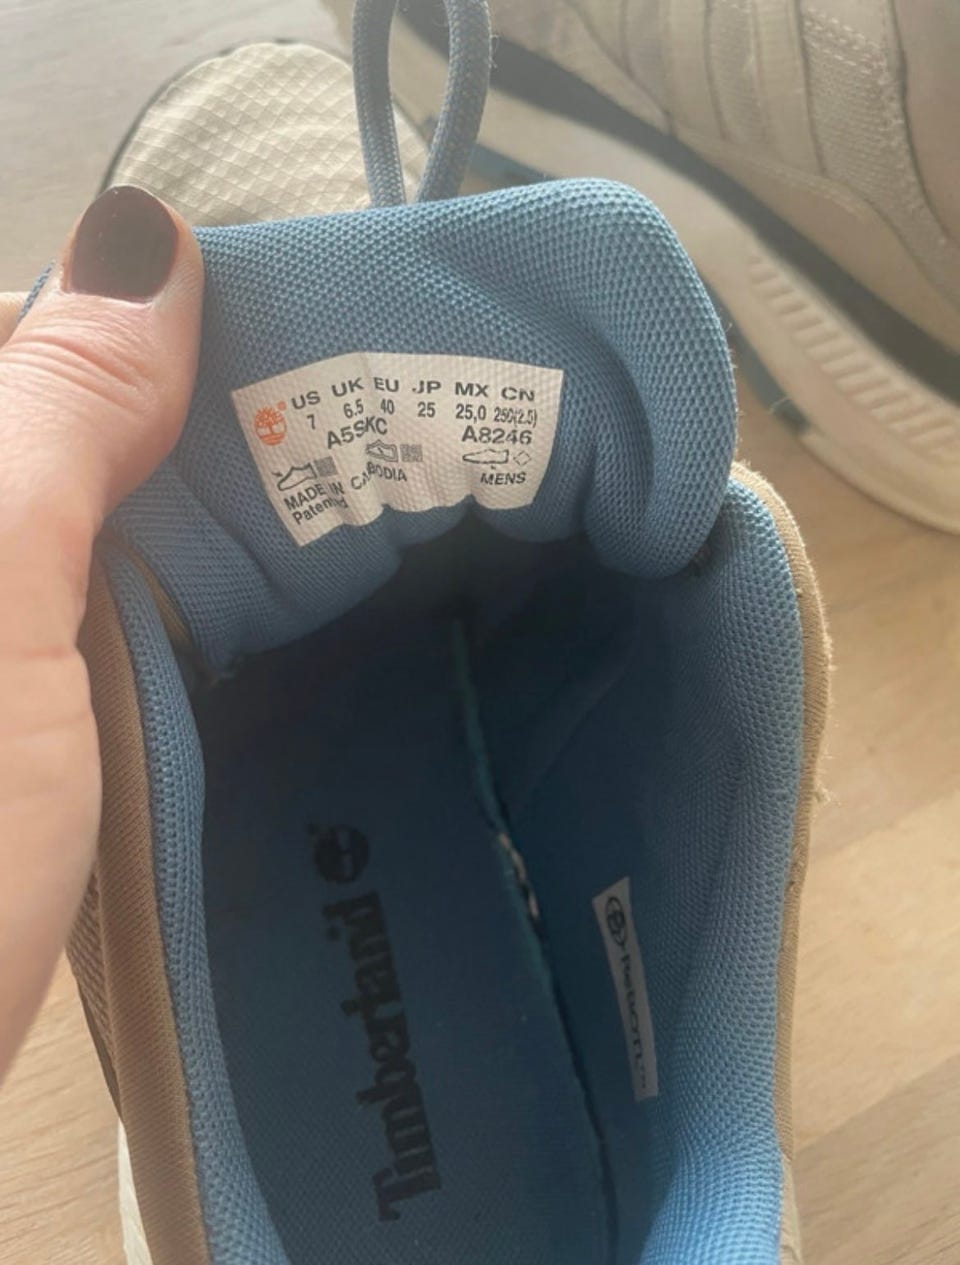 US UK EU JP MX CN
7 6.5 40 25 25,0 250(2.5)
A5SKC A8246
MADE IN CAMBODIA MENS
Patented
Timberland
ReBOTL